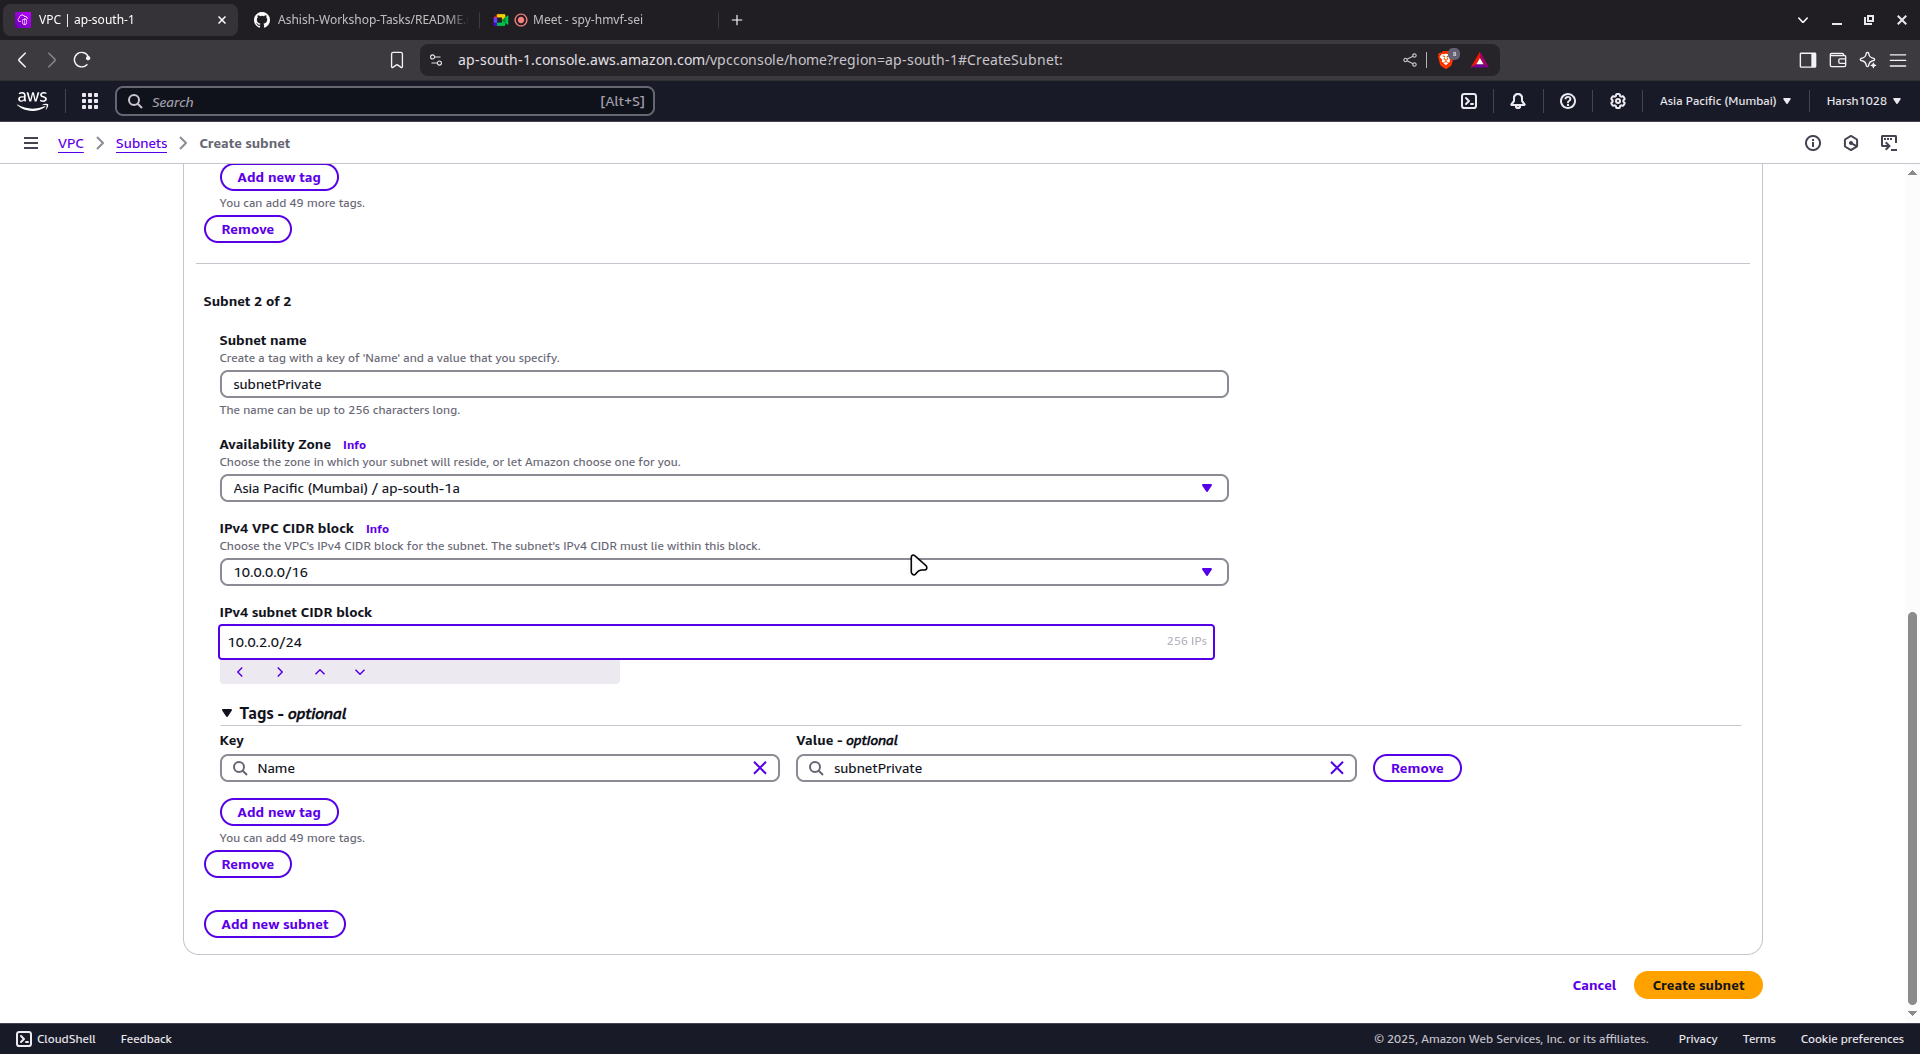 VPC | ap-south-1
Ashish-Workshop-Tasks/README.
Meet - spy-hmvf-sei
ap-south-1.console.aws.amazon.com/vpcconsole/home?region=ap-south-1#CreateSubnet:
aws
Search
[Alt+S]
Asia Pacific (Mumbai)
Harsh1028
VPC
Subnets
Create subnet
Add new tag
You can add 49 more tags.
Remove
Subnet 2 of 2
Subnet name
Create a tag with a key of 'Name' and a value that you specify.
subnetPrivate
The name can be up to 256 characters long.
Availability Zone Info
Choose the zone in which your subnet will reside, or let Amazon choose one for you.
Asia Pacific (Mumbai) / ap-south-1a
IPv4 VPC CIDR block Info
Choose the VPC's IPv4 CIDR block for the subnet. The subnet's IPv4 CIDR must lie within this block.
10.0.0.0/16
IPv4 subnet CIDR block
10.0.2.0/24 256 IPs
Tags - optional
Key Value - optional
Name subnetPrivate Remove
Add new tag
You can add 49 more tags.
Remove
Add new subnet
Cancel Create subnet
CloudShell Feedback © 2025, Amazon Web Services, Inc. or its affiliates. Privacy Terms Cookie preferences